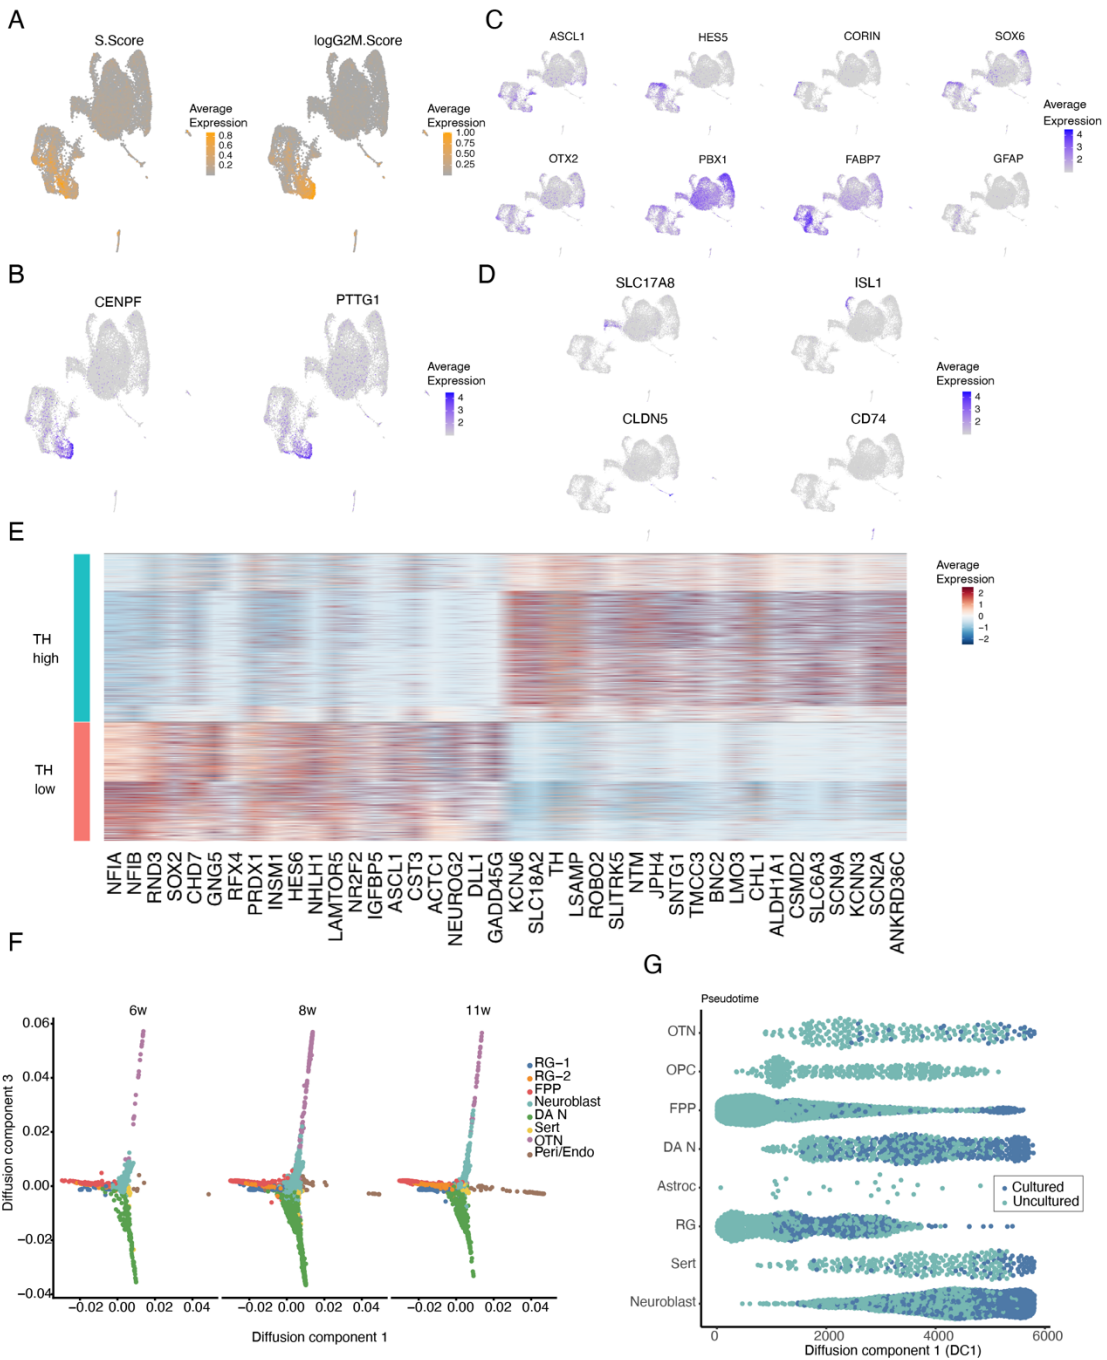 A
S.Score
logG2M.Score
Average
Expression
0.8
0.6
0.4
0.2
Average
Expression
1.00
0.75
0.50
0.25
B
CENPF
PTTG1
Average
Expression
4
3
2
1
C
ASCL1
HES5
CORIN
SOX6
OTX2
PBX1
FABP7
GFAP
Average
Expression
4
3
2
1
D
SLC17A8
ISL1
CLDN5
CD74
Average
Expression
4
3
2
1
E
TH
high
TH
low
Average
Expression
2
1
0
−1
−2
NFIA
NFIB
RND3
SOX2
CHD7
GNG5
RFX4
PRDX1
INSM1
HES6
NHLH1
LAMTOR5
NR2F2
IGFBP5
ASCL1
CST3
ACTC1
NEUROG2
DLL1
GADD45G
KCNJ6
SLC18A2
TH
LSAMP
ROBO2
SLITRK5
NTM
JPH4
SNTG1
TMCC3
BNC2
LMO3
CHL1
ALDH1A1
CSMD2
SLC6A3
SCN9A
KCNN3
SCN2A
ANKRD36C
F
6w
8w
11w
Diffusion component 3
0.06
0.04
0.02
0.00
−0.02
−0.04
−0.02 0.00 0.02 0.04
−0.02 0.00 0.02 0.04
−0.02 0.00 0.02 0.04
Diffusion component 1
RG−1
RG−2
FPP
Neuroblast
DA N
Sert
OTN
Peri/Endo
G
Pseudotime
OTN
OPC
FPP
DA N
Astroc
RG
Sert
Neuroblast
Cultured
Uncultured
0 2000 4000 6000
Diffusion component 1 (DC1)